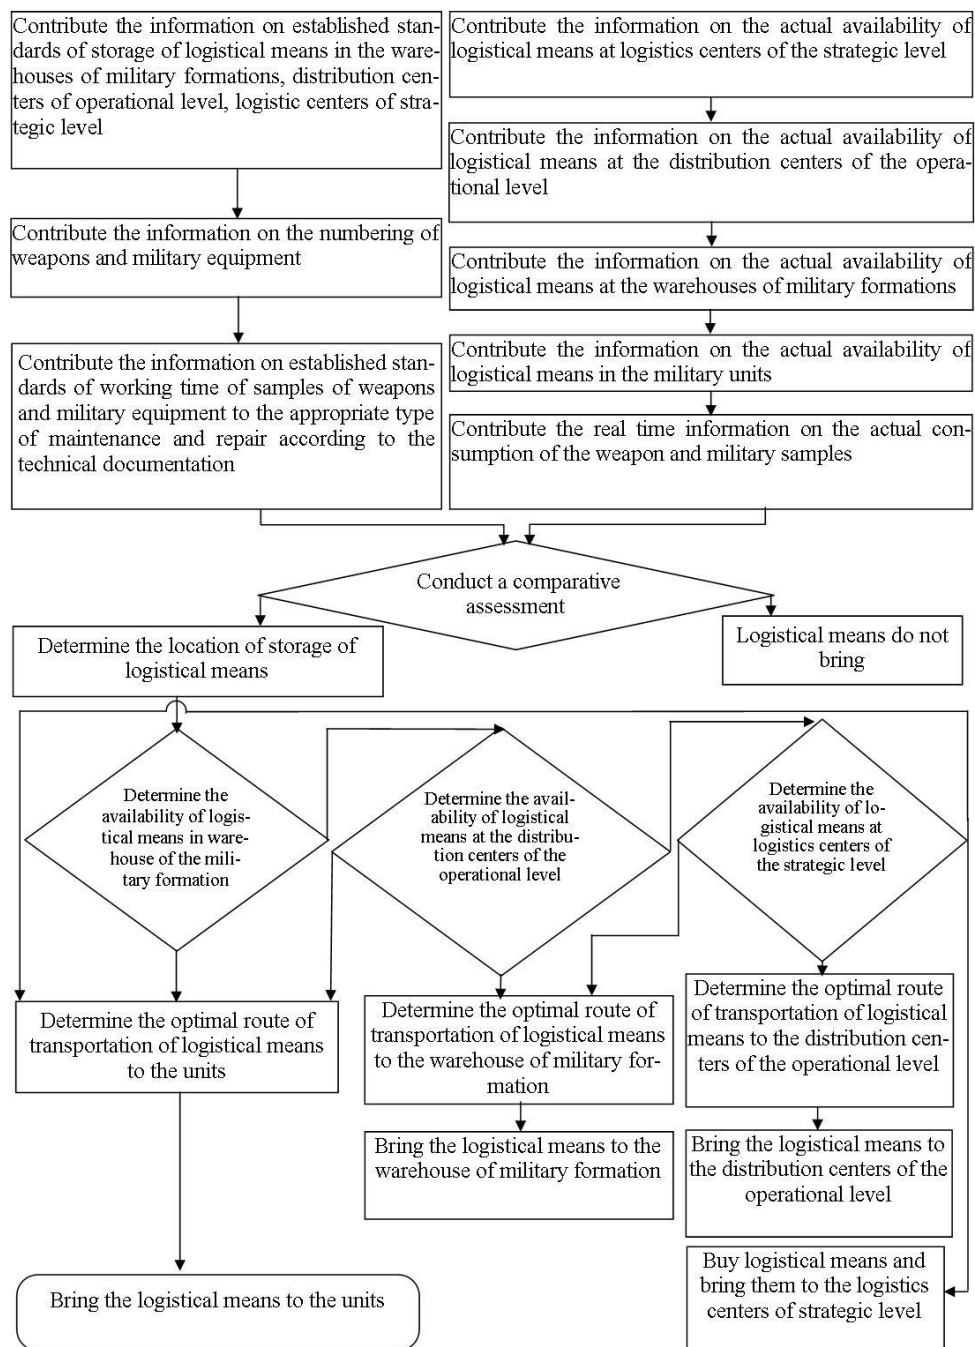 Contribute the information on established
standards of storage of logistical means in the ware-
houses of military formations, distribution cen-
ters of operational level, logistic centers of stra-
tegic level
Contribute the information on the numbering of
weapons and military equipment
Contribute the information on established stan-
dards of working time of samples of weapons
and military equipment to the appropriate type
of maintenance and repair according to the
technical documentation
Contribute the information on the actual availability of
logistical means at logistics centers of the strategic level
Contribute the information on the actual availability of
logistical means at the distribution centers of the opera-
tional level
Contribute the information on the actual availability of
logistical means at the warehouses of military formations
Contribute the information on the actual availability of
logistical means in the military units
Contribute the real time information on the actual con-
sumption of the weapon and military samples
Conduct a comparative
assessment
Determine the location of storage of
logistical means
Logistical means do not
bring
Determine the
availability of logis-
tical means in ware-
house of the mili-
tary formation
Determine the avail-
ability of logistical
means at the distribu-
tion centers of the
operational level
Determine the
availability of lo-
gistical means at
logistics centers of
the strategic level
Determine the optimal route of
transportation of logistical means
to the units
Determine the optimal route of
transportation of logistical means
to the warehouse of military for-
mation
Determine the optimal route
of transportation of logistical
means to the distribution cen-
ters of the operational level
Bring the logistical means to the
warehouse of military formation
Bring the logistical means to
the distribution centers of the
operational level
Bring the logistical means to the units
Buy logistical means and
bring them to the logistics
centers of strategic level